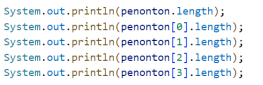 System.out.println(penonton.length);
System.out.println(penonton[0].length);
System.out.println(penonton[1].length);
System.out.println(penonton[2].length);
System.out.println(penonton[3].length);